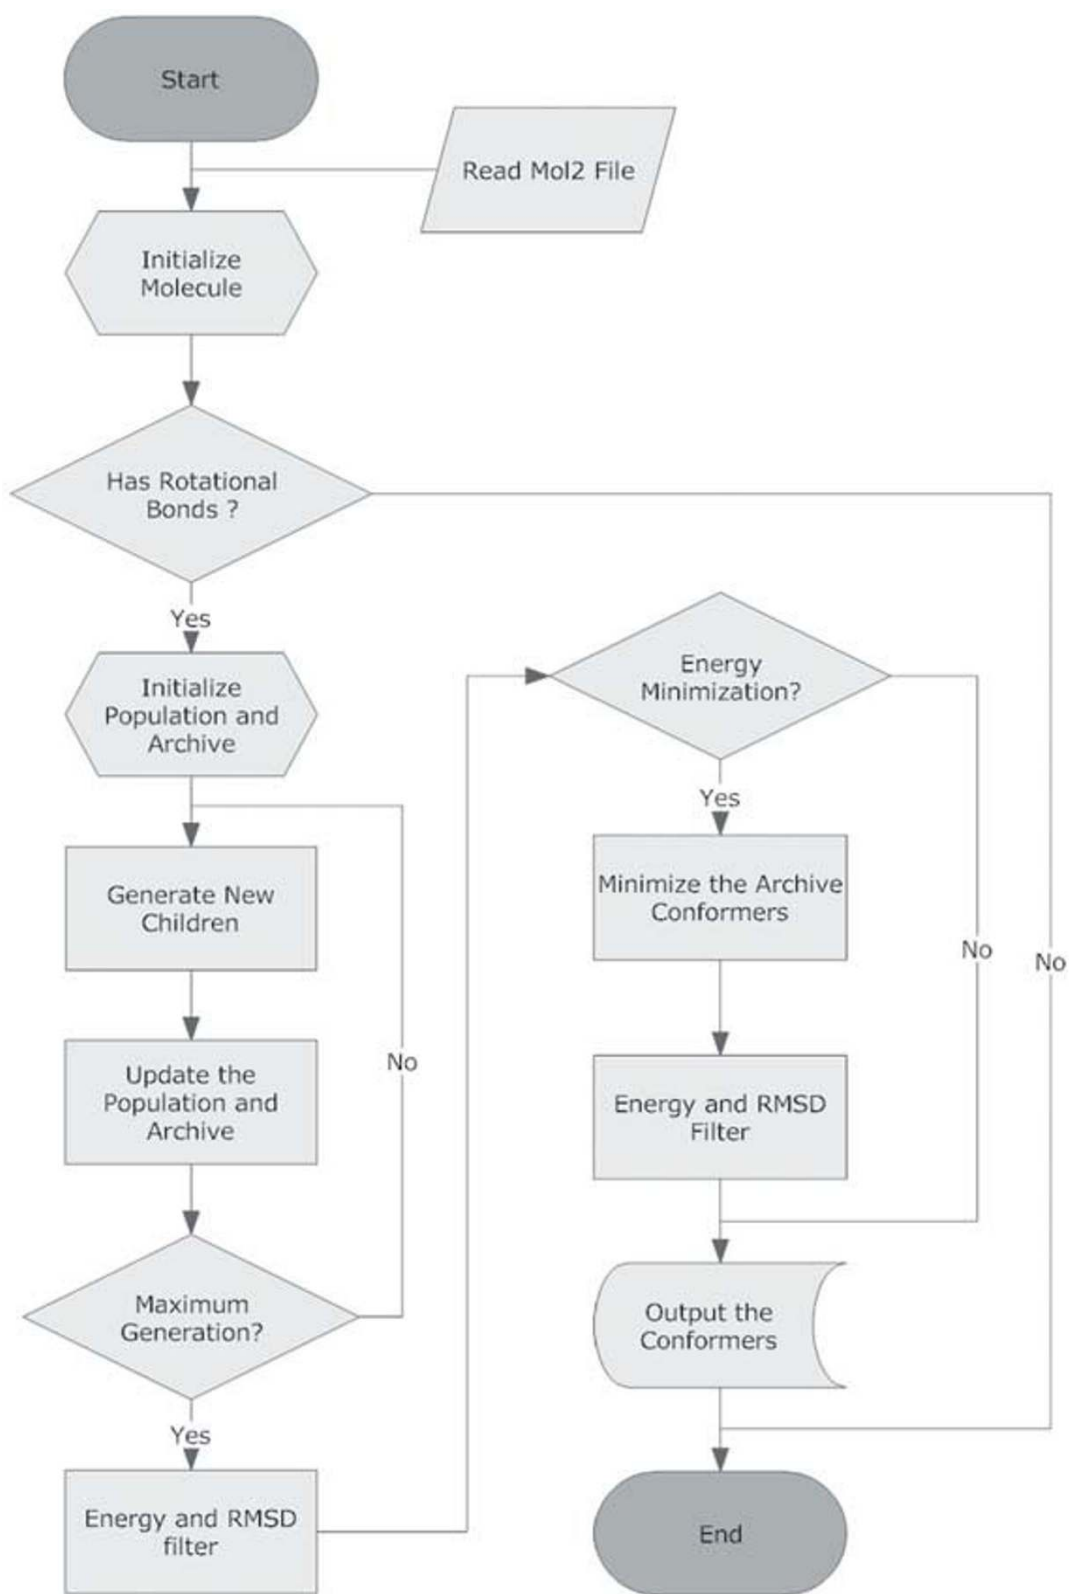 Start
Read Mol2 File
Initialize
Molecule
Has Rotational
Bonds ?
Yes
Initialize
Population and
Archive
Generate New
Children
Update the
Population and
Archive
No
Maximum
Generation?
Yes
Energy and RMSD
filter
Energy
Minimization?
Yes
Minimize the Archive
Conformers
No
No
Energy and RMSD
Filter
Output the
Conformers
End